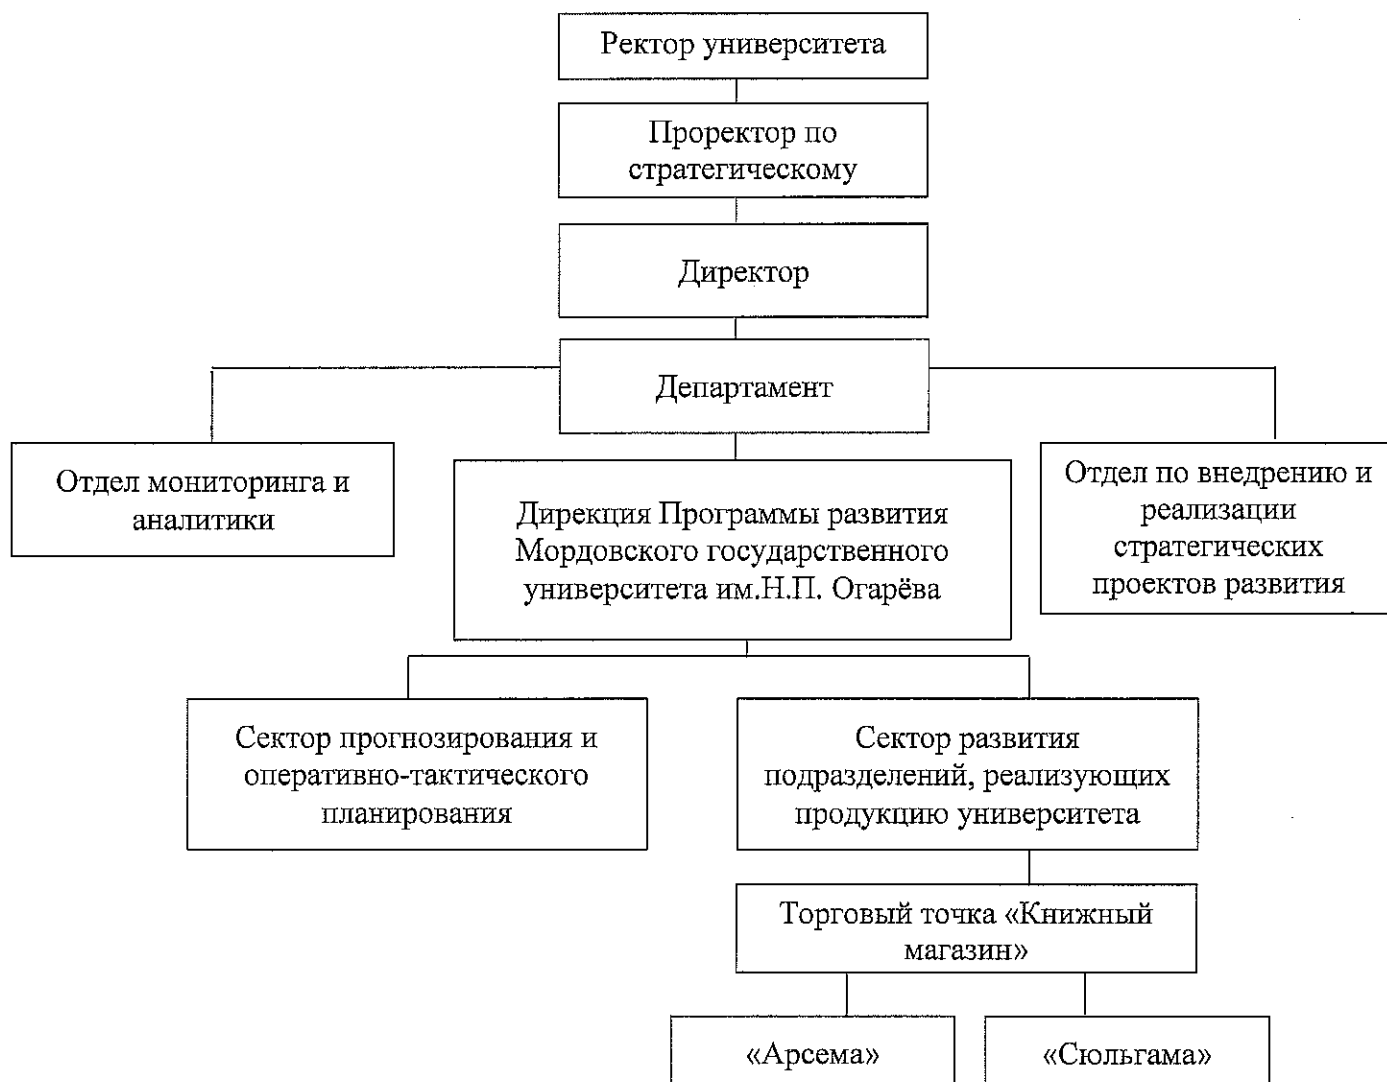 Ректор университета
Проректор по
стратегическому
Директор
Департамент
Отдел мониторинга и
аналитики
Дирекция Программы развития
Мордовского государственного
университета им.Н.П. Огарёва
Отдел по внедрению и
реализации
стратегических
проектов развития
Сектор прогнозирования и
оперативно-тактического
планирования
Сектор развития
подразделений, реализующих
продукцию университета
Торговый точка «Книжный
магазин»
«Арсема»
«Сюльгама»